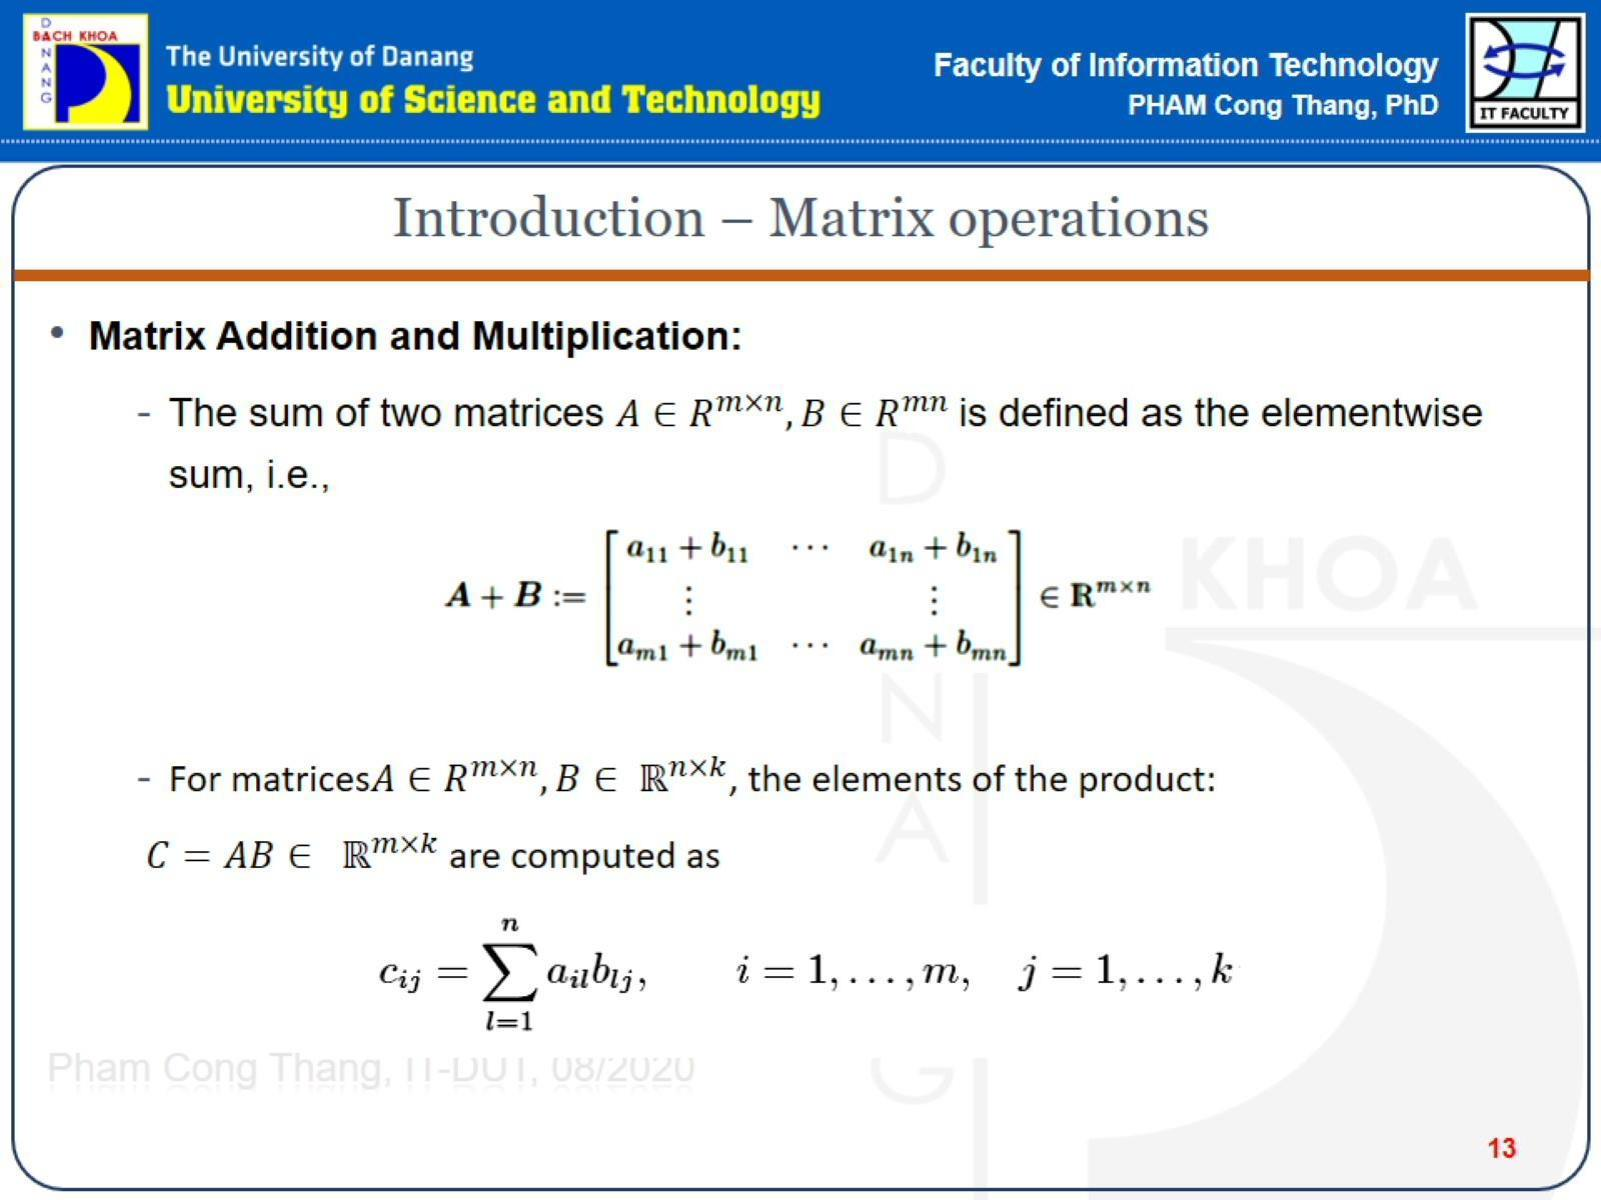 D
BACH KHOA
N
A
N
G
The University of Danang
University of Science and Technology
Faculty of Information Technology
PHAM Cong Thang, PhD
IT FACULTY
Introduction – Matrix operations
• Matrix Addition and Multiplication:
- The sum of two matrices A ∈ R^{m×n}, B ∈ R^{mn} is defined as the elementwise
sum, i.e.,
A + B := [ a_{11} + b_{11} ··· a_{1n} + b_{1n}
⋮ ⋮
a_{m1} + b_{m1} ··· a_{mn} + b_{mn} ] ∈ ℝ^{m×n}
- For matricesA ∈ R^{m×n}, B ∈ ℝ^{n×k}, the elements of the product:
C = AB ∈ ℝ^{m×k} are computed as
c_{ij} = ∑_{l=1}^{n} a_{il}b_{lj}, i = 1, . . . , m, j = 1, . . . , k
Pham Cong Thang, IT-DUT, 08/2020
D
KHOA
N
A
G
13